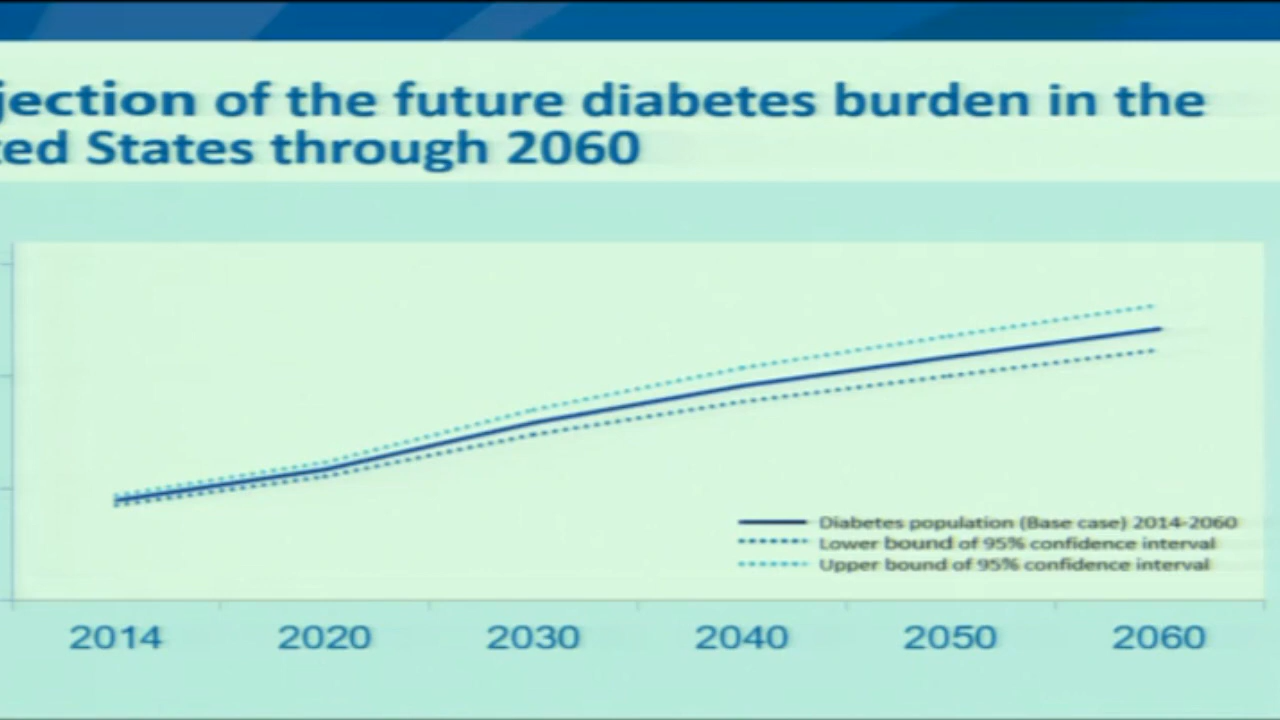 jection of the future diabetes burden in the
ted States through 2060
Diabetes population (Base case) 2014-2060
Lower bound of 95% confidence interval
Upper bound of 95% confidence interval
2014 2020 2030 2040 2050 2060